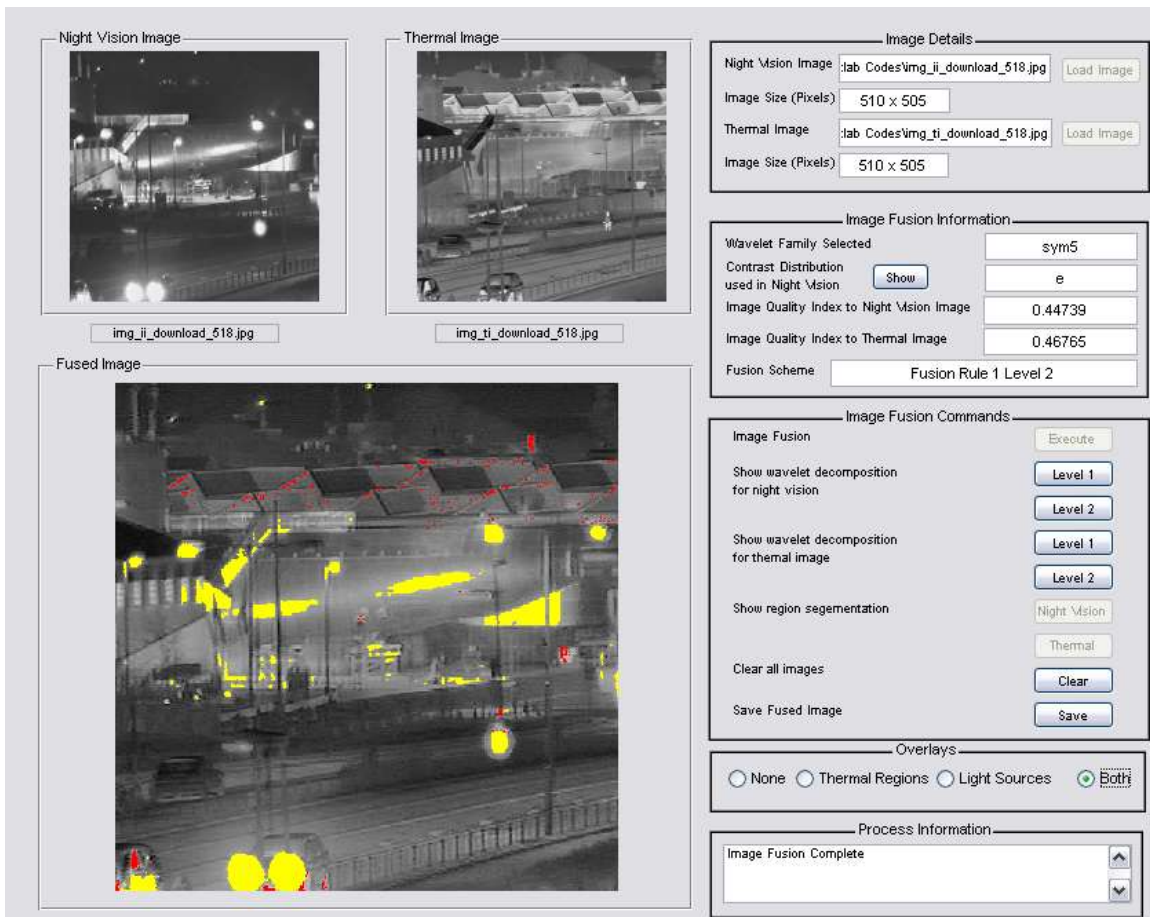 Night Vision Image
Thermal Image
img_ii_download_518.jpg
img_ti_download_518.jpg
Fused Image
Image Details
Night Vision Image :lab Codes\img_ii_download_518.jpg Load Image
Image Size (Pixels) 510 x 505
Thermal Image :lab Codes\img_ti_download_518.jpg Load Image
Image Size (Pixels) 510 x 505
Image Fusion Information
Wavelet Family Selected sym5
Contrast Distribution
used in Night Vision Show e
Image Quality Index to Night Vision Image 0.44739
Image Quality Index to Thermal Image 0.46765
Fusion Scheme Fusion Rule 1 Level 2
Image Fusion Commands
Image Fusion Execute
Show wavelet decomposition
for night vision
Level 1
Level 2
Show wavelet decomposition
for themal image
Level 1
Level 2
Show region segementation Night Vision
Thermal
Clear all images Clear
Save Fused Image Save
Overlays
None Thermal Regions Light Sources Both
Process Information
Image Fusion Complete